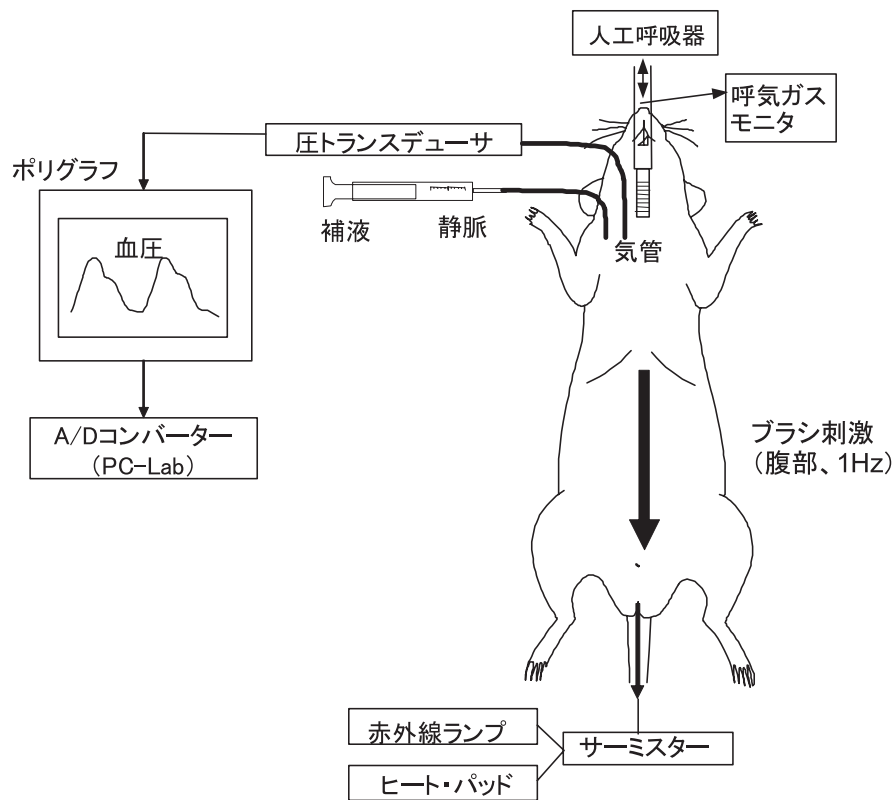 人工呼吸器
呼気ガス
モニタ
圧トランスデューサ
ポリグラフ
血圧
補液
静脈
気管
A/Dコンバーター
(PC-Lab)
ブラシ刺激
(腹部、1Hz)
赤外線ランプ
サーミスター
ヒート・パッド